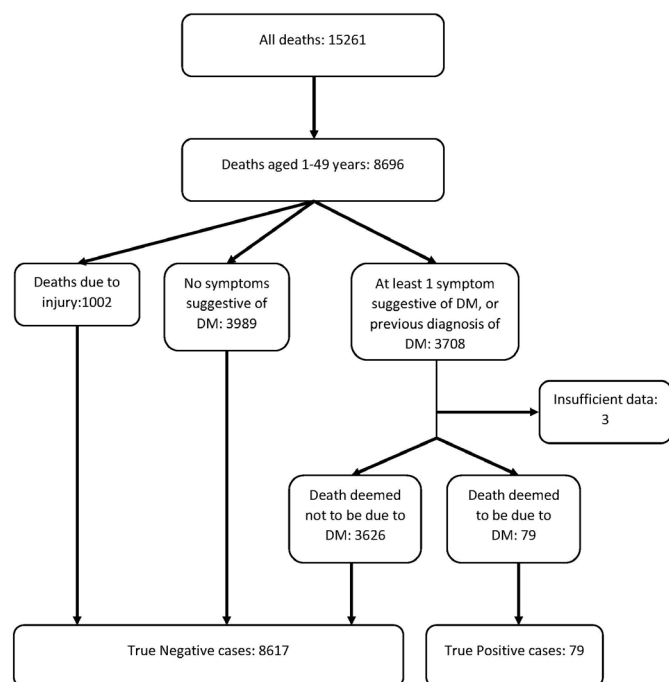 All deaths: 15261
Deaths aged 1-49 years: 8696
Deaths due to
injury:1002
No symptoms
suggestive of
DM: 3989
At least 1 symptom
suggestive of DM, or
previous diagnosis of
DM: 3708
Insufficient data:
3
Death deemed
not to be due to
DM: 3626
Death deemed
to be due to
DM: 79
True Negative cases: 8617
True Positive cases: 79